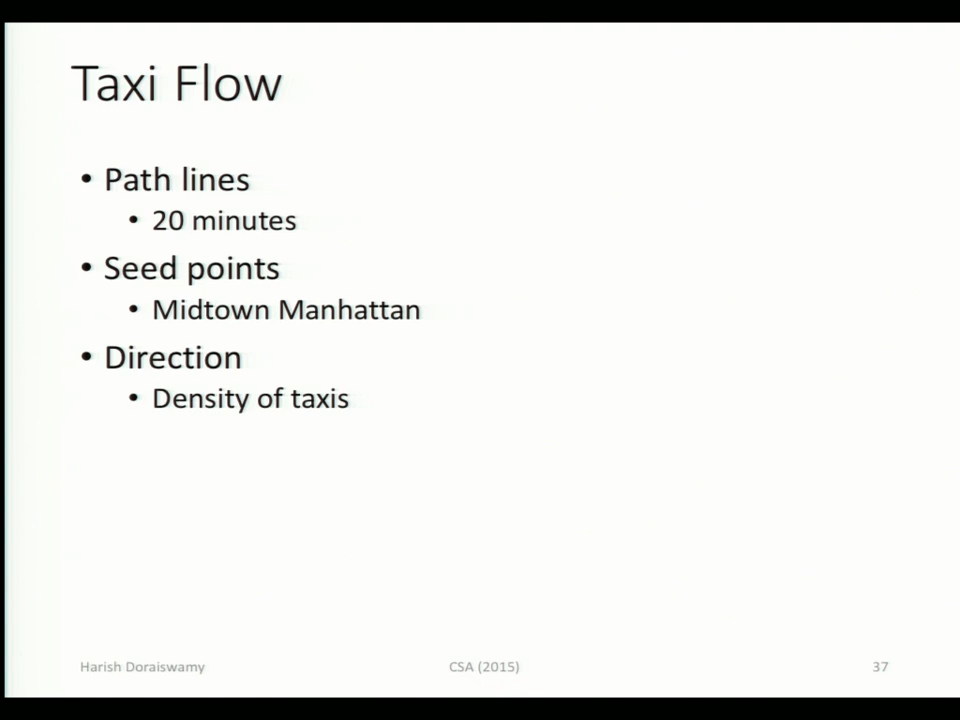 Taxi Flow
• Path lines
• 20 minutes
• Seed points
• Midtown Manhattan
• Direction
• Density of taxis
Harish Doraiswamy CSA (2015) 37